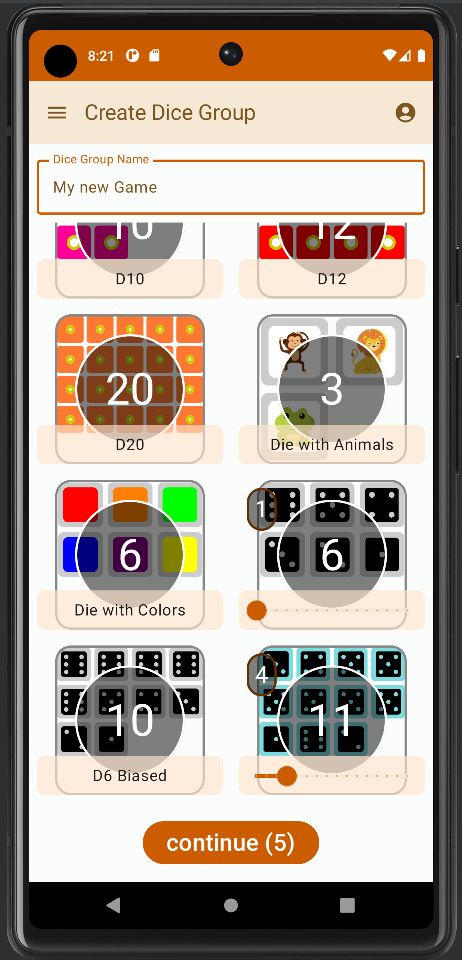 8:21
Create Dice Group
Dice Group Name
My new Game
10
12
D10
D12
20
3
D20
Die with Animals
6
1
6
Die with Colors
10
4
11
D6 Biased
continue (5)